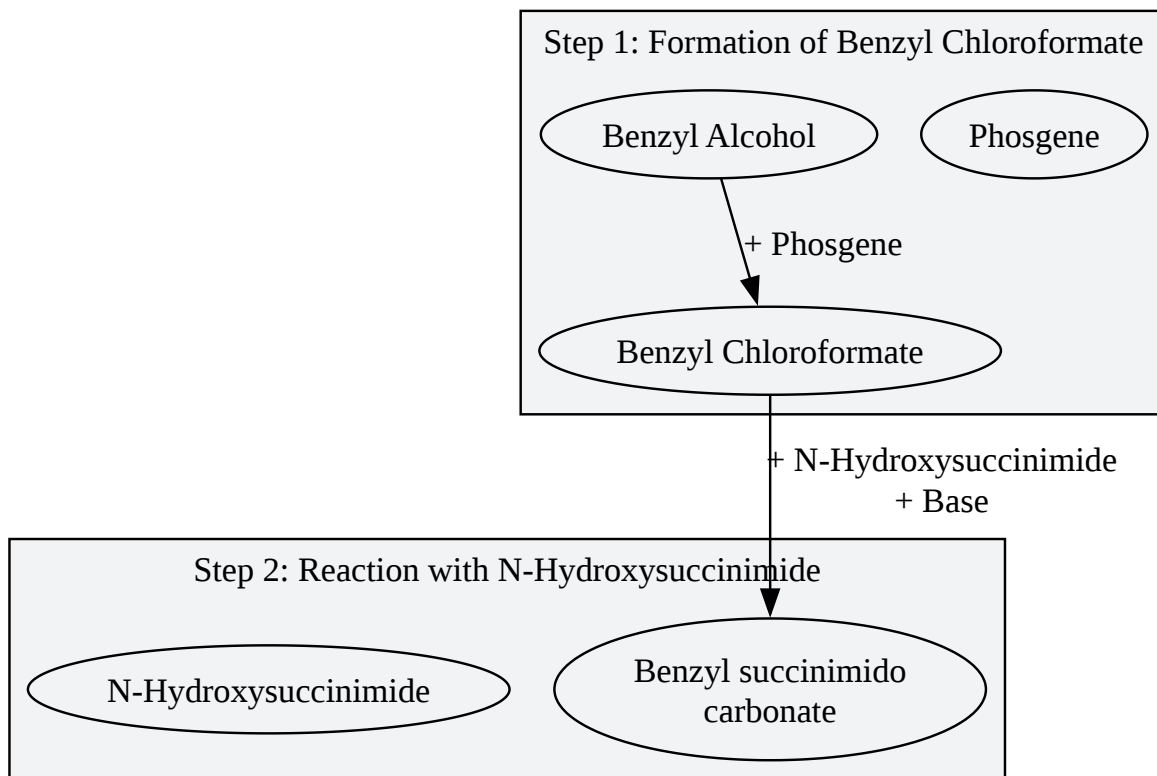 Step 1: Formation of Benzyl Chloroformate
Benzyl Alcohol
Phosgene
+ Phosgene
Benzyl Chloroformate
+ N-Hydroxysuccinimide
+ Base
Step 2: Reaction with N-Hydroxysuccinimide
N-Hydroxysuccinimide
Benzyl succinimido
carbonate